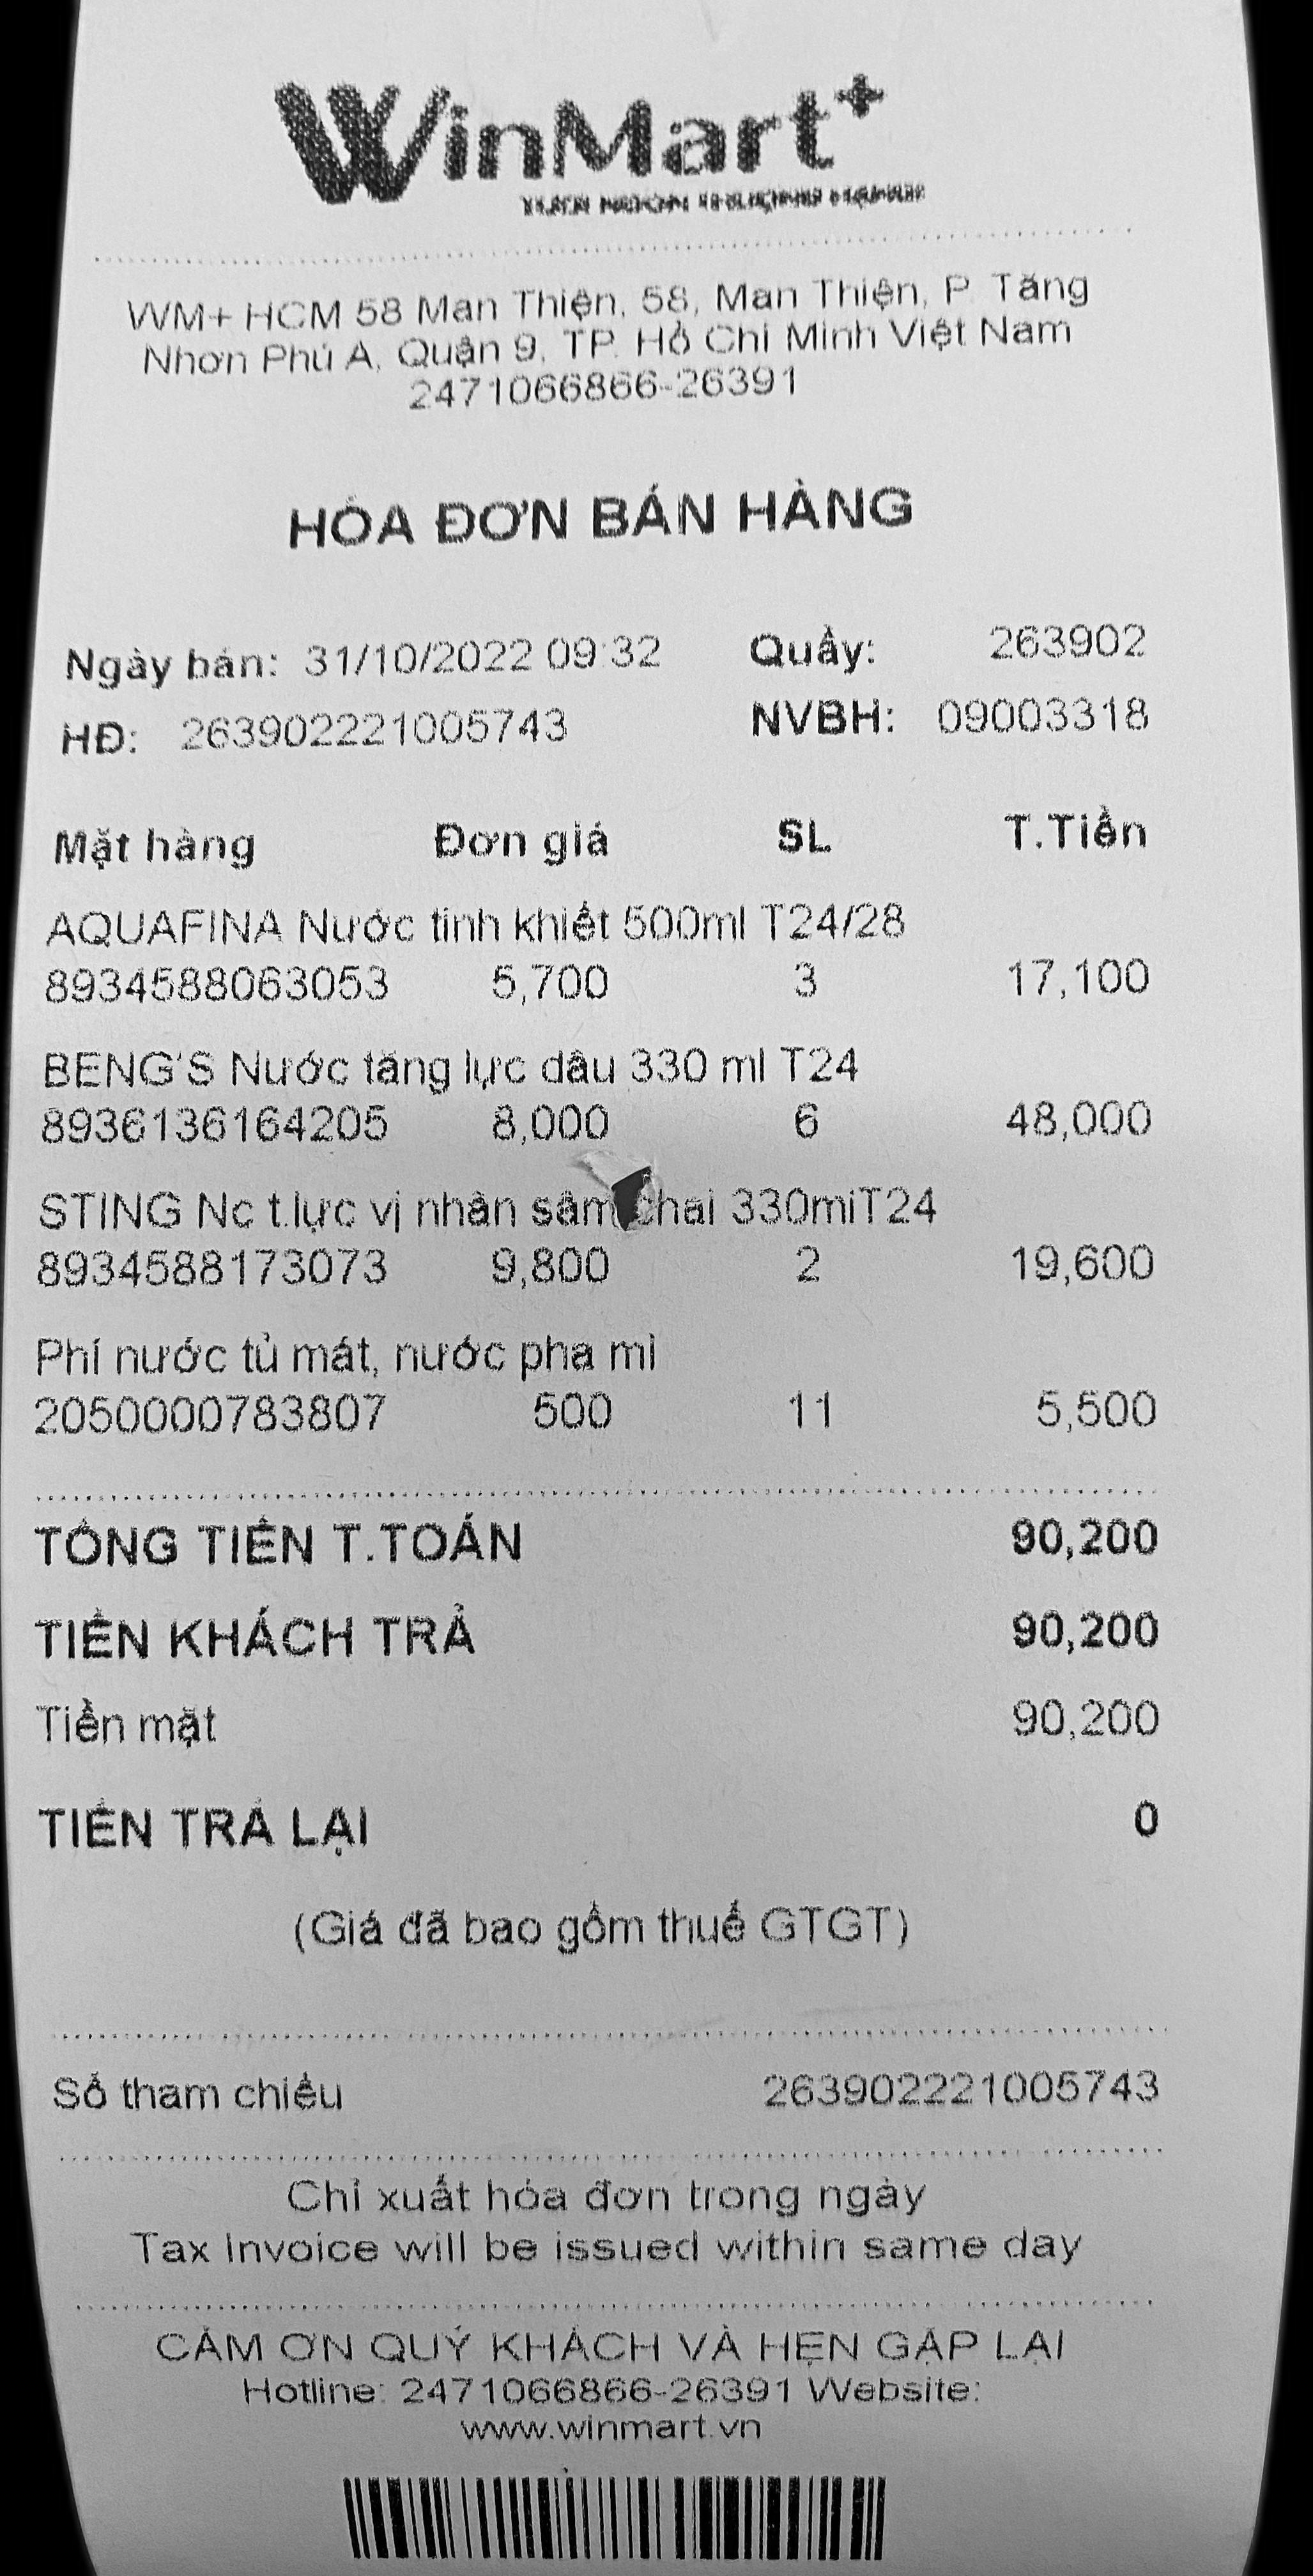 WinMart+
WM+ HCM 58 Man Thiện, 58, Man Thiện, P. Tăng
Nhơn Phú A, Quận 9, TP. Hồ Chí Minh Việt Nam
2471066866-26391
HÓA ĐƠN BÁN HÀNG
Ngày bán: 31/10/2022 09:32 Quầy: 263902
HĐ: 263902221005743 NVBH: 09003318
Mặt hàng Đơn giá SL T.Tiền
AQUAFINA Nước tinh khiết 500ml T24/28
8934588063053 5,700 3 17,100
BENG'S Nước tăng lực dâu 330 ml T24
8936136164205 8,000 6 48,000
STING Nc t.lực vị nhân sâm chai 330mlT24
8934588173073 9,800 2 19,600
Phí nước tủ mát, nước pha mì
2050000783807 500 11 5,500
TỔNG TIỀN T.TOÁN 90,200
TIỀN KHÁCH TRẢ 90,200
Tiền mặt 90,200
TIỀN TRẢ LẠI 0
(Giá đã bao gồm thuế GTGT)
Số tham chiếu 263902221005743
Chỉ xuất hóa đơn trong ngày
Tax Invoice will be issued within same day
CẢM ƠN QUÝ KHÁCH VÀ HẸN GẶP LẠI
Hotline: 2471066866-26391 Website:
www.winmart.vn